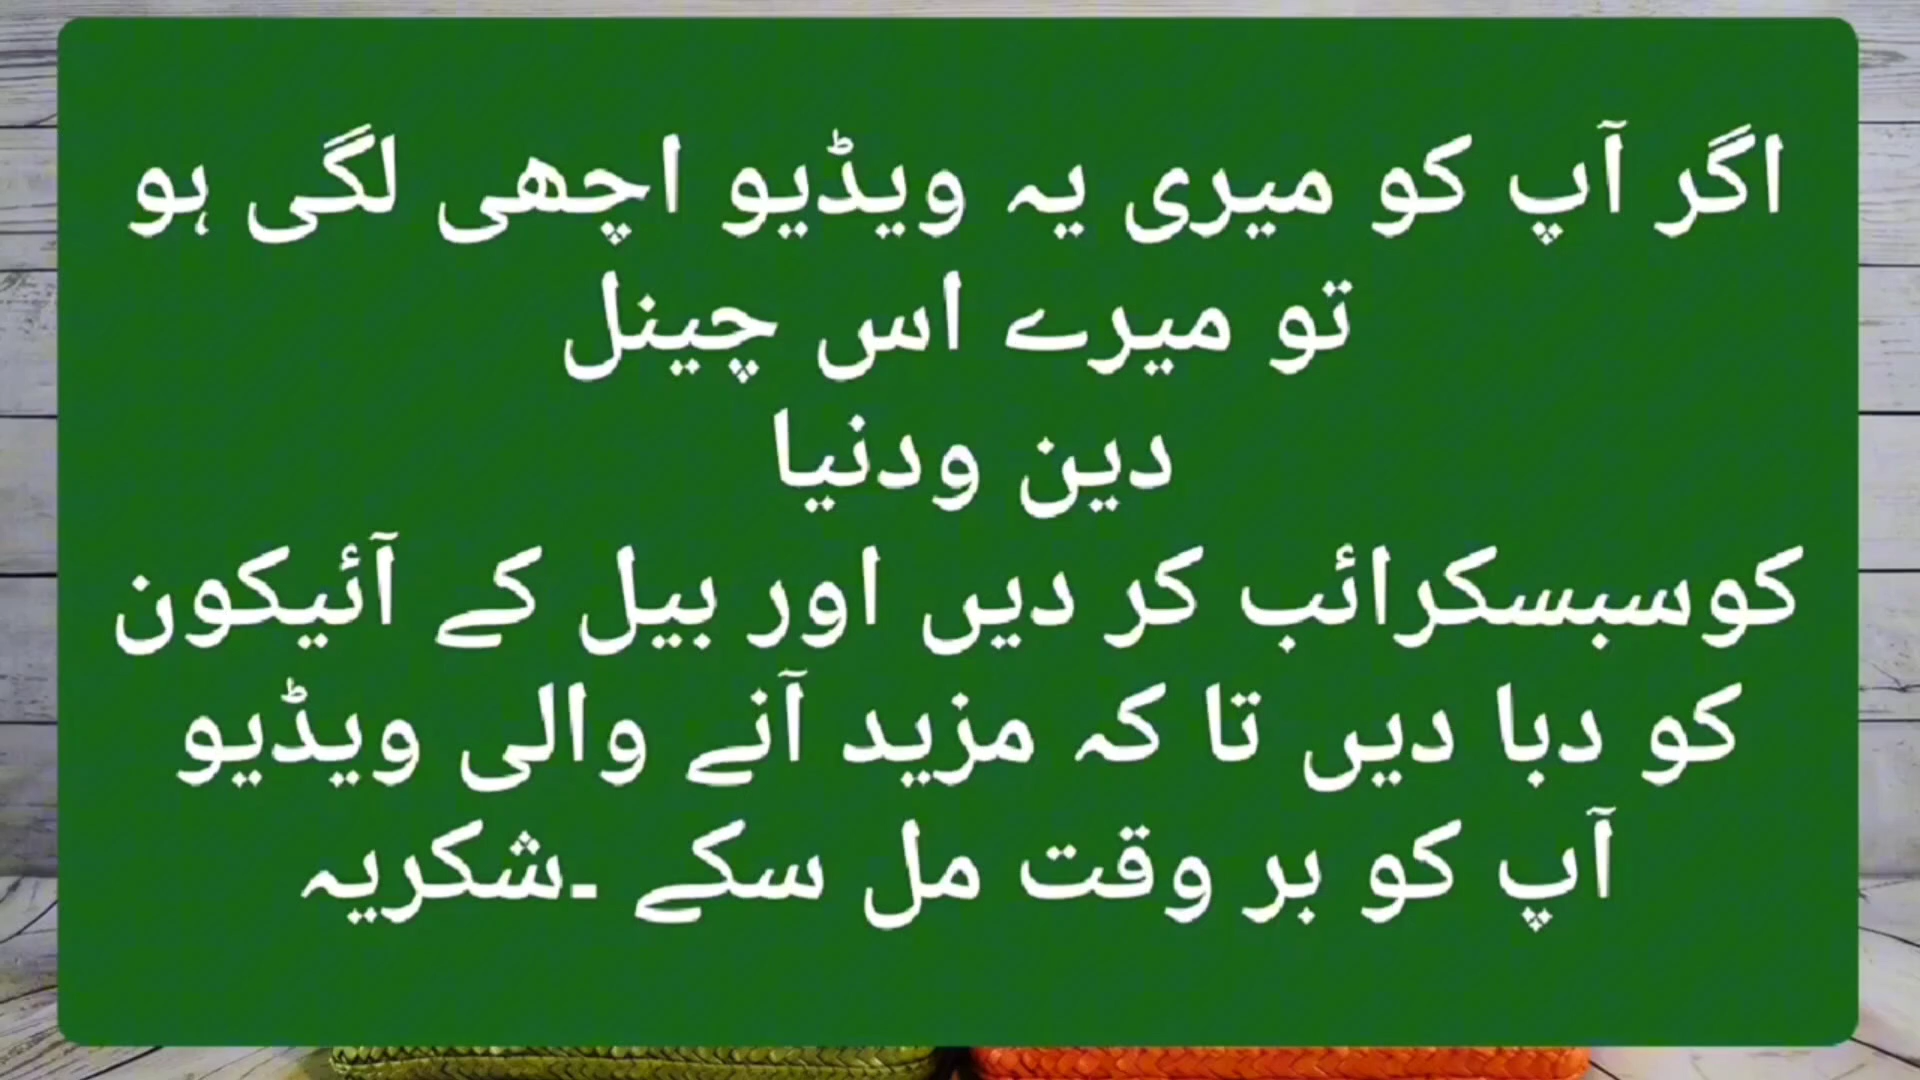 اگر آپ کو میری یہ ویڈیو اچھی لگی ہو
تو میرے اس چینل
دین ودنیا
کوسبسکرائب کر دیں اور بیل کے آئیکون
کو دبا دیں تا کہ مزید آنے والی ویڈیو
آپ کو بر وقت مل سکے ۔شکریہ